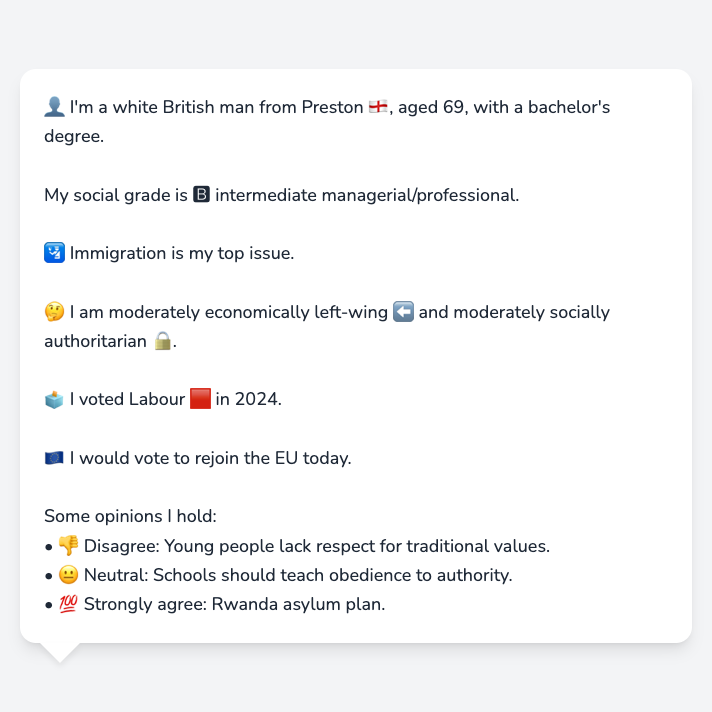 👤 I'm a white British man from Preston 🏴󠁧󠁢󠁥󠁮󠁧󠁿, aged 69, with a bachelor's
degree.
My social grade is 🅱 intermediate managerial/professional.
🛂 Immigration is my top issue.
🤔 I am moderately economically left-wing ⬅️ and moderately socially
authoritarian 🔒.
🗳️ I voted Labour 🟥 in 2024.
🇪🇺 I would vote to rejoin the EU today.
Some opinions I hold:
• 👎 Disagree: Young people lack respect for traditional values.
• 😐 Neutral: Schools should teach obedience to authority.
• 💯 Strongly agree: Rwanda asylum plan.